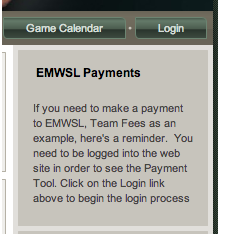 Game Calendar
Login
EMWSL Payments
If you need to make a payment
to EMWSL, Team Fees as an
example, here's a reminder. You
need to be logged into the web
site in order to see the Payment
Tool. Click on the Login link
above to begin the login process